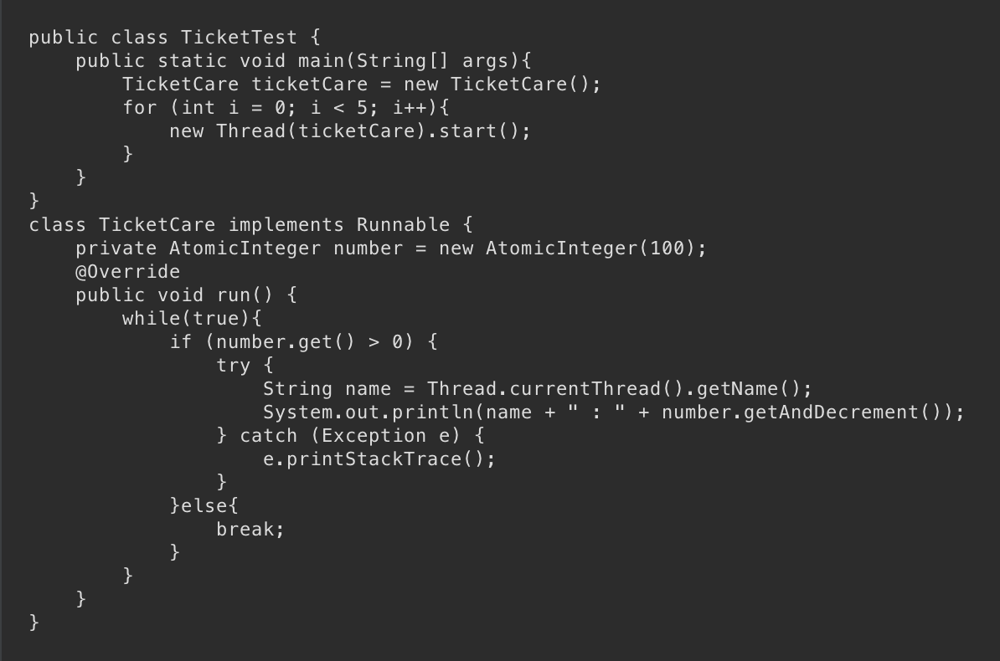 public class TicketTest {
    public static void main(String[] args){
        TicketCare ticketCare = new TicketCare();
        for (int i = 0; i < 5; i++){
            new Thread(ticketCare).start();
        }
    }
}
class TicketCare implements Runnable {
    private AtomicInteger number = new AtomicInteger(100);
    @Override
    public void run() {
        while(true){
            if (number.get() > 0) {
                try {
                    String name = Thread.currentThread().getName();
                    System.out.println(name + " : " + number.getAndDecrement());
                } catch (Exception e) {
                    e.printStackTrace();
                }
            }else{
                break;
            }
        }
    }
}